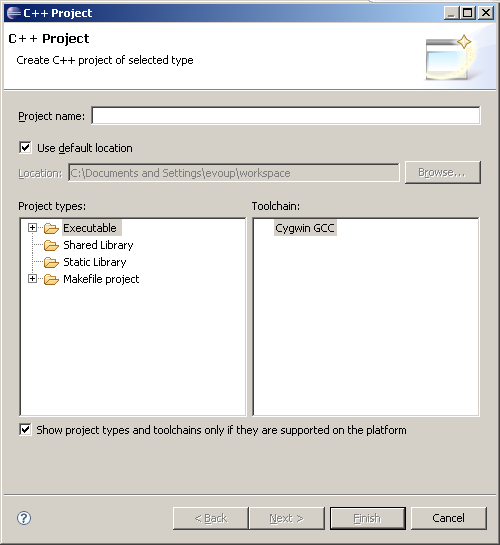 C++ Project
C++ Project
Create C++ project of selected type
Project name:
Use default location
Location: C:\Documents and Settings\evoup\workspace Browse...
Project types: Toolchain:
Executable Cygwin GCC
Shared Library
Static Library
Makefile project
Show project types and toolchains only if they are supported on the platform
? < Back Next > Finish Cancel